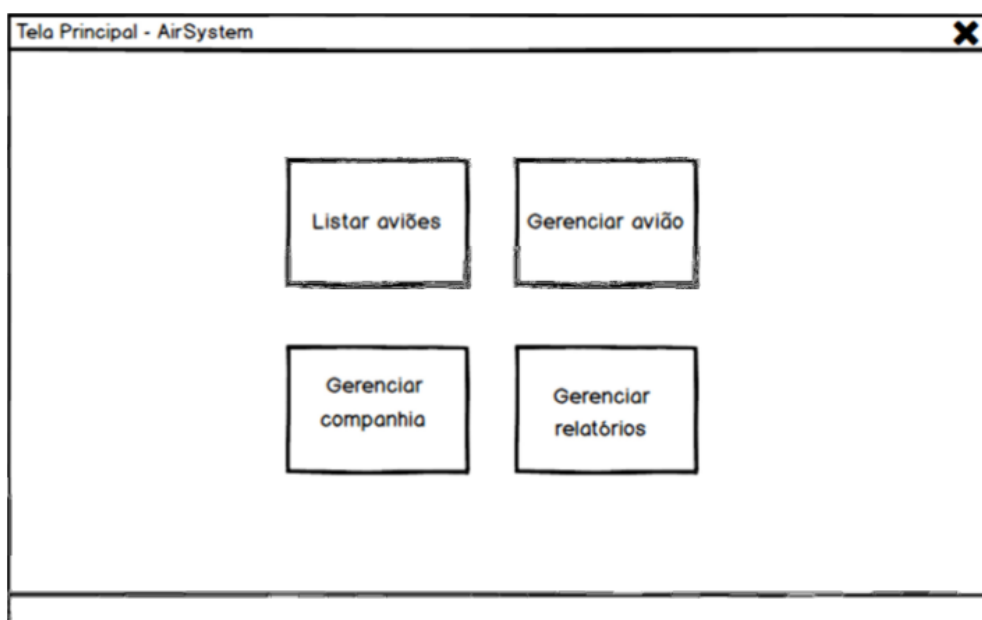 Tela Principal - AirSystem
Listar aviões
Gerenciar avião
Gerenciar
companhia
Gerenciar
relatórios